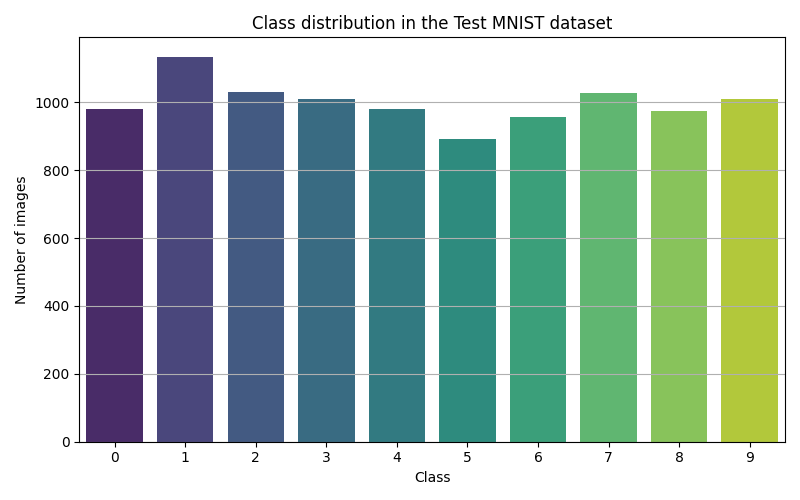 Class distribution in the Test MNIST dataset
Number of images
1000
800
600
400
200
0
0 1 2 3 4 5 6 7 8 9
Class